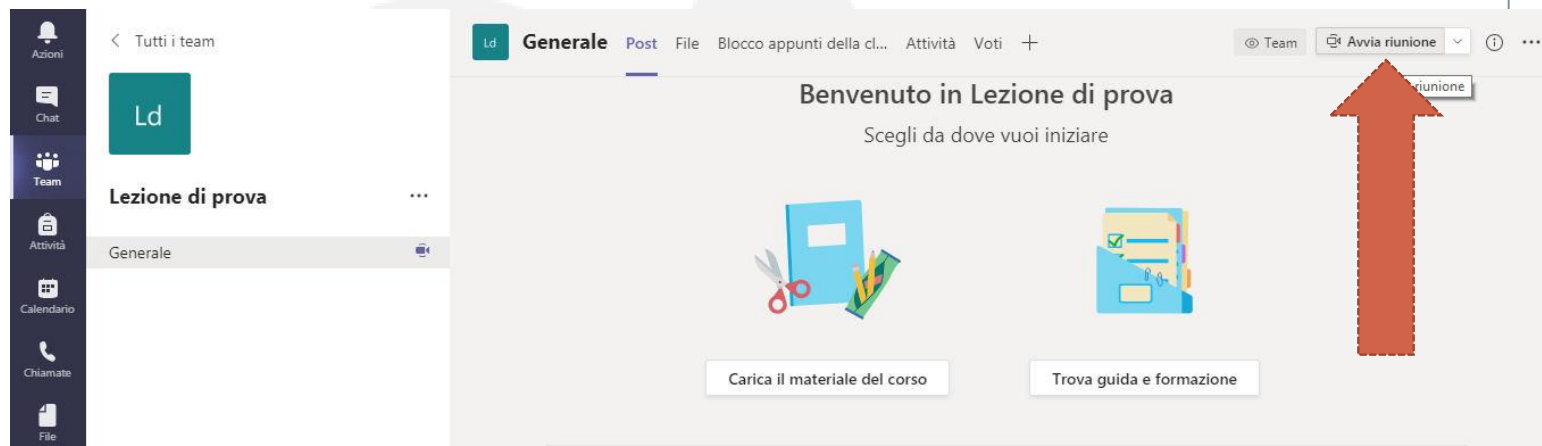 Azioni
Chat
Team
Attività
Calendario
Chiamate
File
Tutti i team
Ld
Lezione di prova
Generale
Ld Generale Post File Blocco appunti della cl... Attività Voti
Team Avvia riunione
riunione
Benvenuto in Lezione di prova
Scegli da dove vuoi iniziare
Carica il materiale del corso Trova guida e formazione